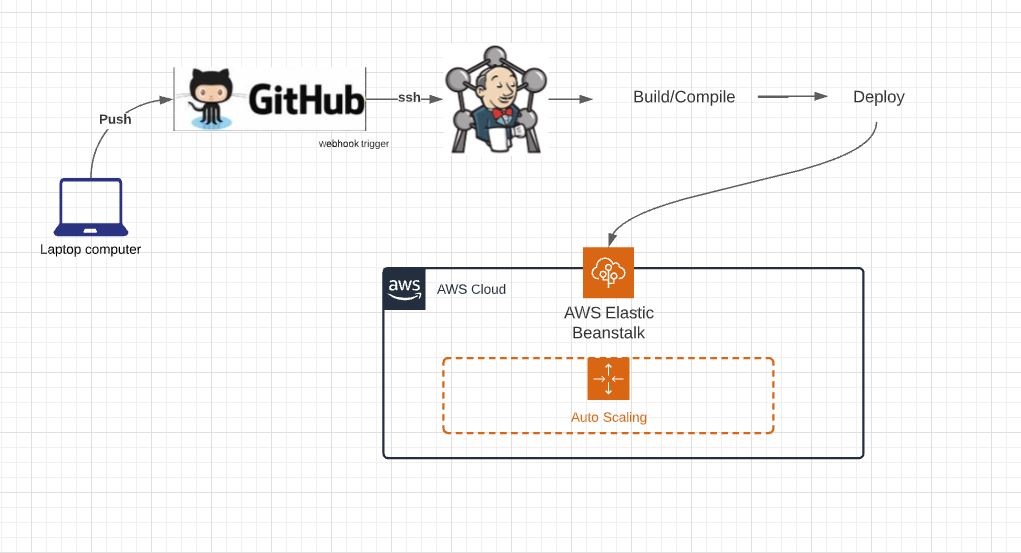 Push
GitHub
ssh
webhook trigger
Build/Compile
Deploy
Laptop computer
aws
AWS Cloud
AWS Elastic
Beanstalk
Auto Scaling